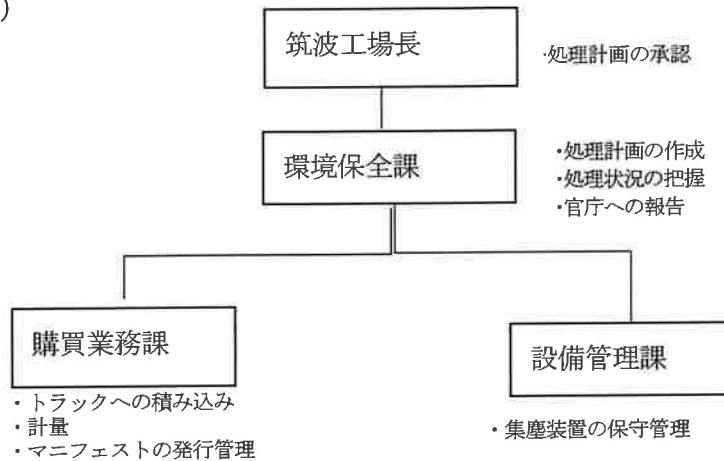 )
筑波工場長
・処理計画の承認
環境保全課
・処理計画の作成
・処理状況の把握
・官庁への報告
購買業務課
・トラックへの積み込み
・計量
・マニフェストの発行管理
設備管理課
・集塵装置の保守管理